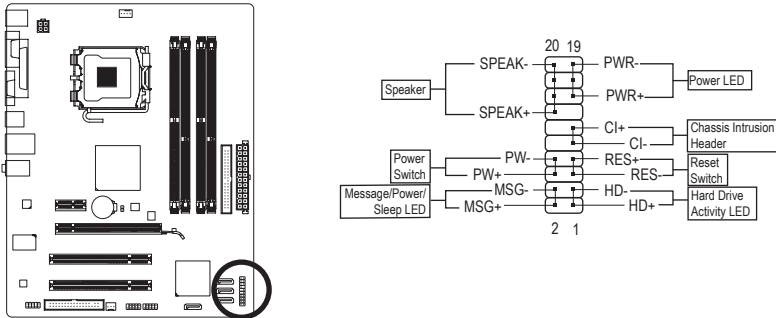 20 19
SPEAK- PWR-
Speaker
Power LED
PWR+
SPEAK+
CI+
Chassis Intrusion
Header
CI-
Power
Switch
PW- RES+
Reset
Switch
PW+ RES-
Message/Power/
Sleep LED
MSG- HD-
Hard Drive
Activity LED
MSG+ HD+
2 1